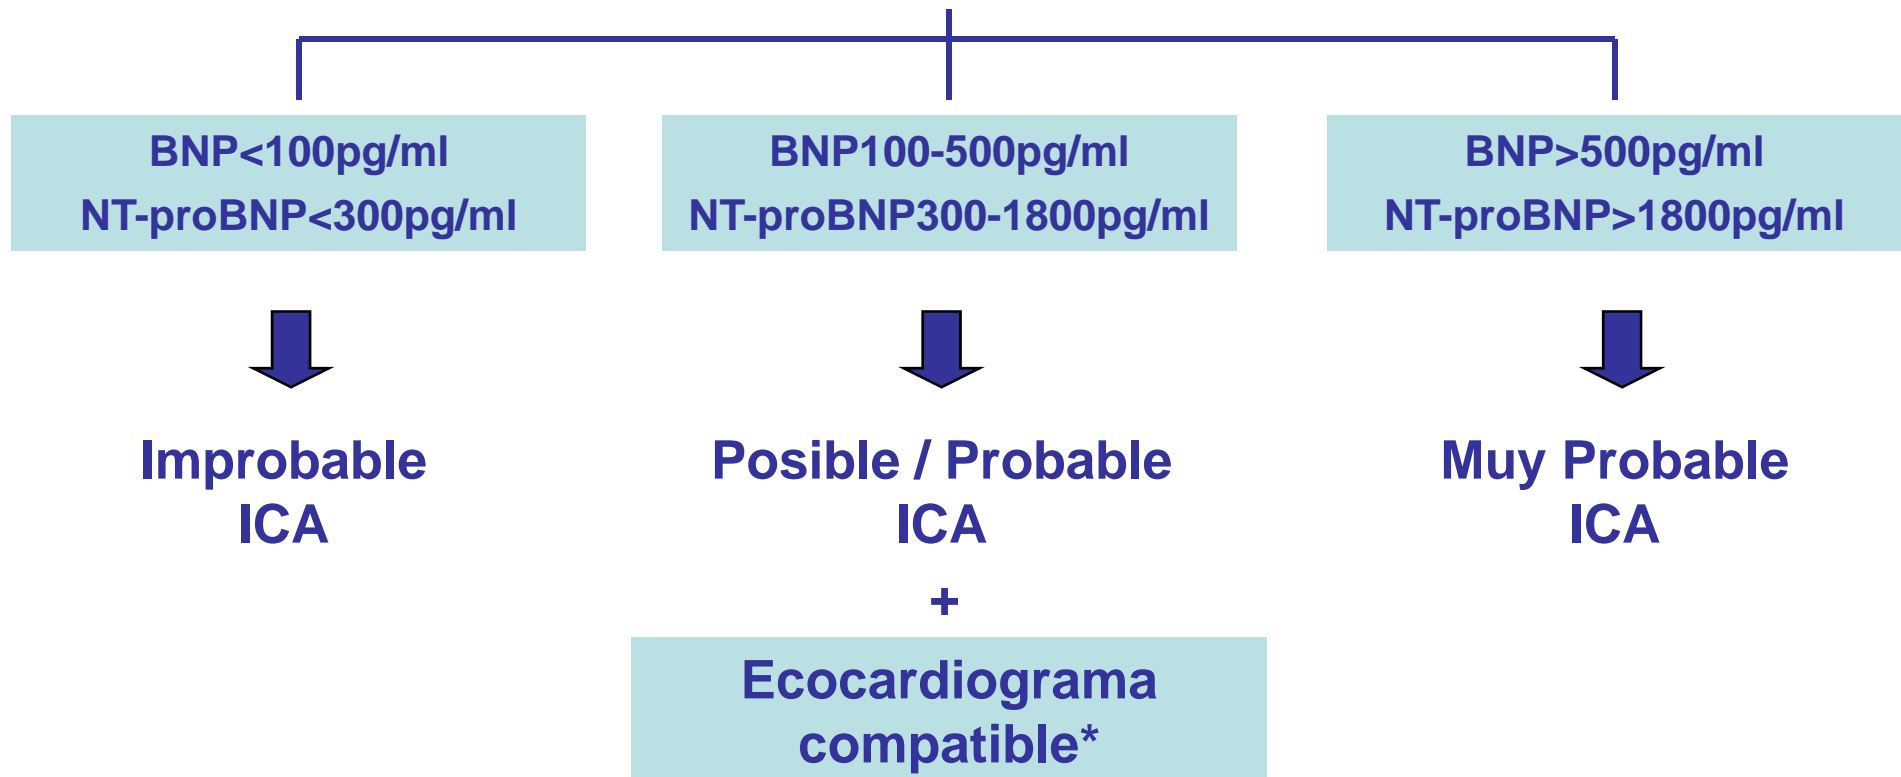 BNP<100pg/ml
NT-proBNP<300pg/ml
BNP100-500pg/ml
NT-proBNP300-1800pg/ml
BNP>500pg/ml
NT-proBNP>1800pg/ml
Improbable
ICA
Posible / Probable
ICA
Muy Probable
ICA
+
Ecocardiograma
compatible*